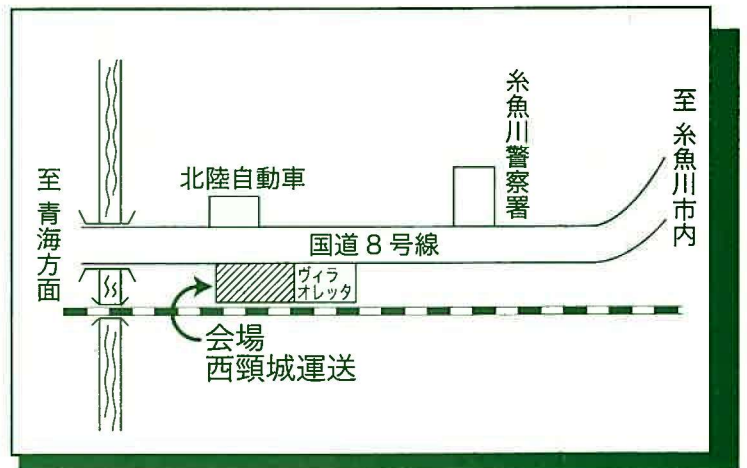 至 青海方面
北陸自動車
糸魚川警察署
至 糸魚川市内
国道8号線
ヴィラ
オレッタ
会場
西頸城運送